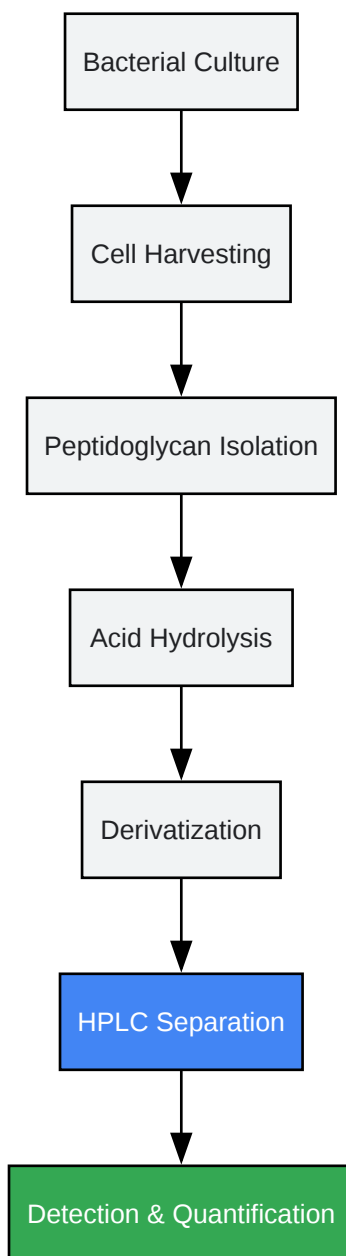 Bacterial Culture
Cell Harvesting
Peptidoglycan Isolation
Acid Hydrolysis
Derivatization
HPLC Separation
Detection & Quantification